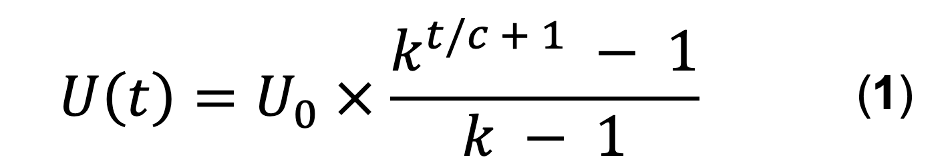 U(t) = U₀ × (k^(t/c + 1) − 1) / (k − 1) (1)